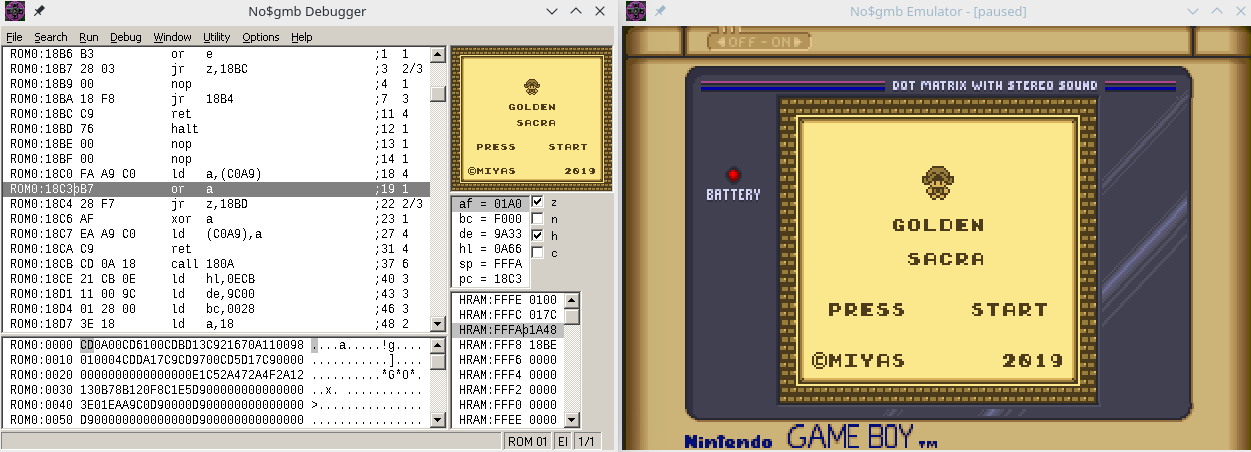 No$gmb Debugger
File Search Run Debug Window Utility Options Help
ROM0:18B6 B3 or e ;1 1
ROM0:18B7 28 03 jr z,18BC ;3 2/3
ROM0:18B9 00 nop ;4 1
ROM0:18BA 18 F8 jr 18B4 ;7 3
ROM0:18BC C9 ret ;11 4
ROM0:18BD 76 halt ;12 1
ROM0:18BE 00 nop ;13 1
ROM0:18BF 00 nop ;14 1
ROM0:18C0 FA A9 C0 ld a,(C0A9) ;18 4
ROM0:18C3þB7 or a ;19 1
ROM0:18C4 28 F7 jr z,18BD ;22 2/3
ROM0:18C6 AF xor a ;23 1
ROM0:18C7 EA A9 C0 ld (C0A9),a ;27 4
ROM0:18CA C9 ret ;31 4
ROM0:18CB CD 0A 18 call 180A ;37 6
ROM0:18CE 21 CB 0E ld hl,0ECB ;40 3
ROM0:18D1 11 00 9C ld de,9C00 ;43 3
ROM0:18D4 01 28 00 ld bc,0028 ;46 3
ROM0:18D7 3E 18 ld a,18 ;48 2
GOLDEN
SACRA
PRESS START
©MIYAS 2019
af = 01A0 z
bc = F000 n
de = 9A33 h
hl = 0A66 c
sp = FFFA
pc = 18C3
ROM0:0000 CD0A00CD6100CDBD13C921670A110098 ....a.....!g....
ROM0:0010 010004CDDA17C9CD9700CD5D17C90000 ...........]....
ROM0:0020 0000000000000000E1C52A472A4F2A12 ..........*G*O*.
ROM0:0030 130B78B120F8C1E5D900000000000000 ..x. ...........
ROM0:0040 3E01EAA9C0D90000D900000000000000 >...............
ROM0:0050 D900000000000000D900000000000000 ................
HRAM:FFFE 0100
HRAM:FFFC 017C
HRAM:FFFAþ1A48
HRAM:FFF8 18BE
HRAM:FFF6 0000
HRAM:FFF4 0000
HRAM:FFF2 0000
HRAM:FFF0 0000
HRAM:FFEE 0000
ROM 01 EI 1/1
No$gmb Emulator - [paused]
OFF-ON
DOT MATRIX WITH STEREO SOUND
BATTERY
GOLDEN
SACRA
PRESS START
©MIYAS 2019
Nintendo GAME BOY TM